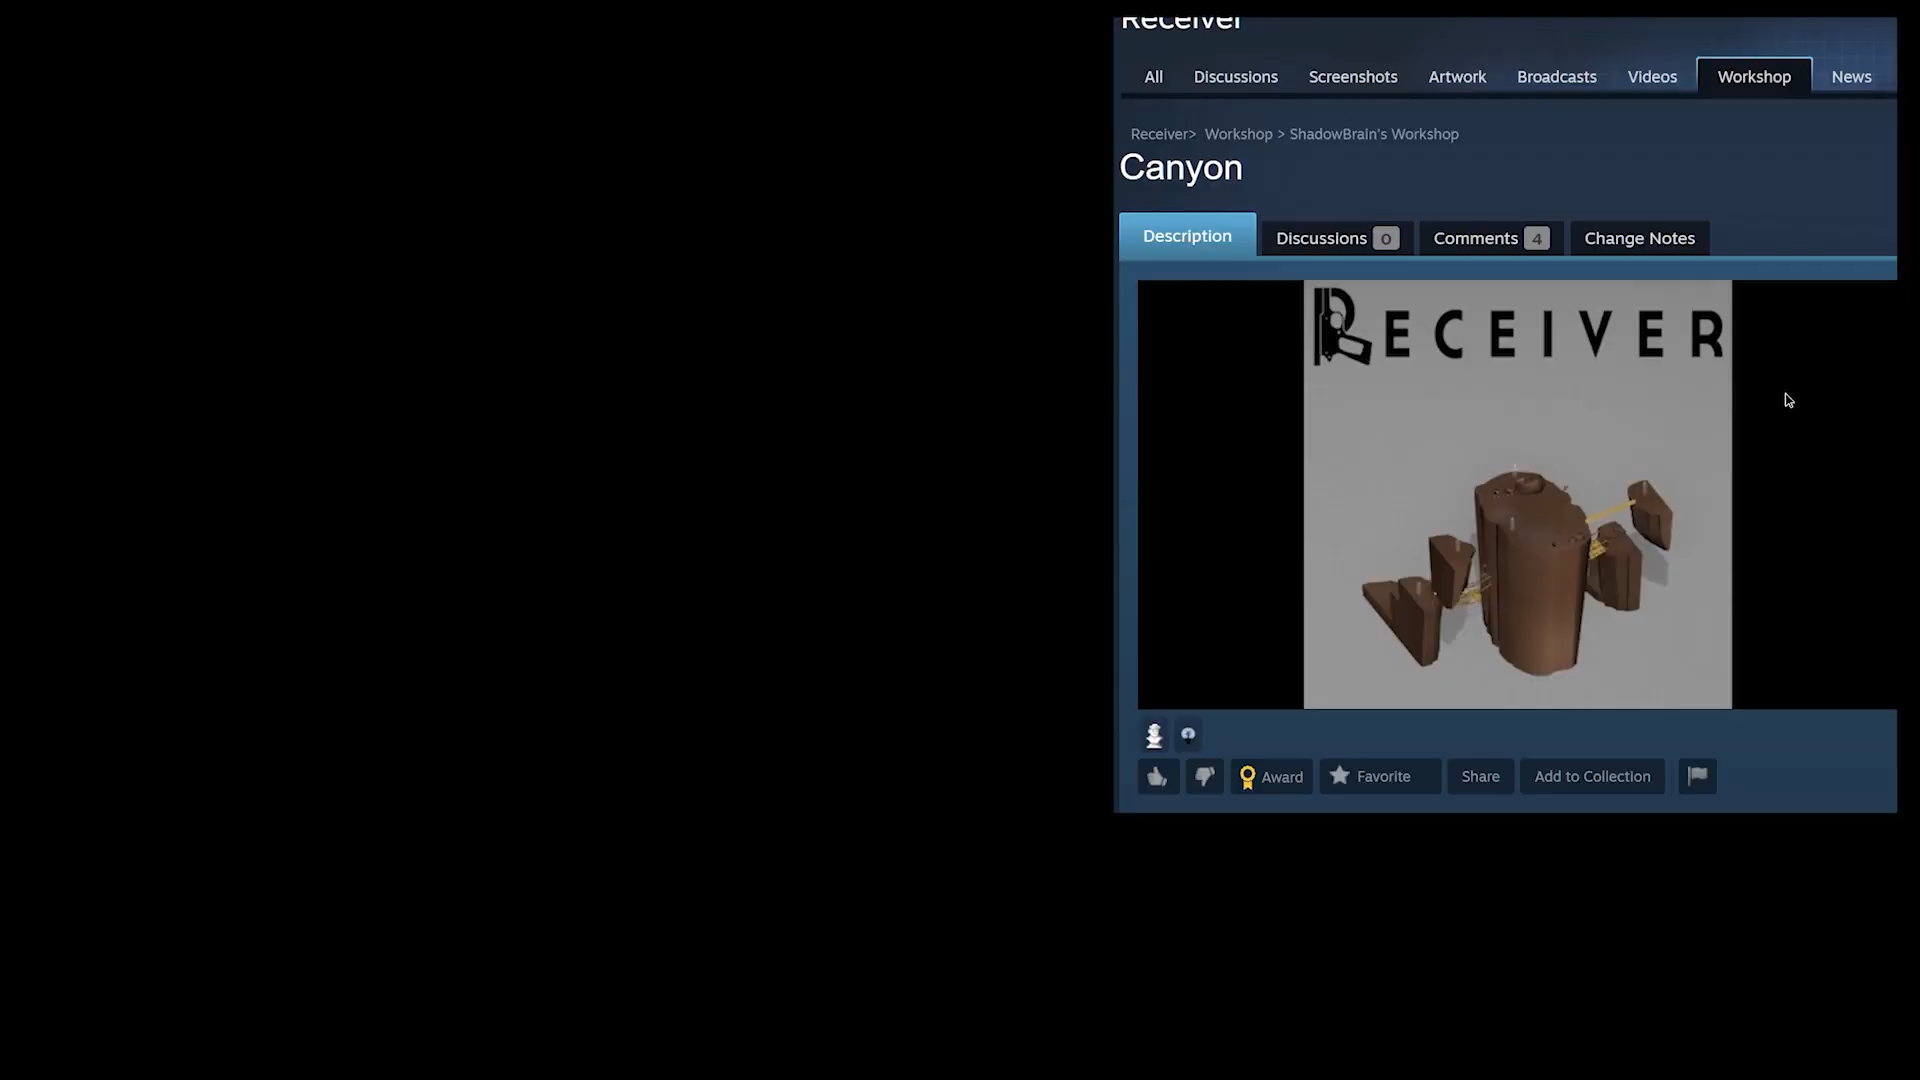 Receiver
All Discussions Screenshots Artwork Broadcasts Videos Workshop News
Receiver> Workshop > ShadowBrain's Workshop
Canyon
Description Discussions 0 Comments 4 Change Notes
RECEIVER
Award Favorite Share Add to Collection